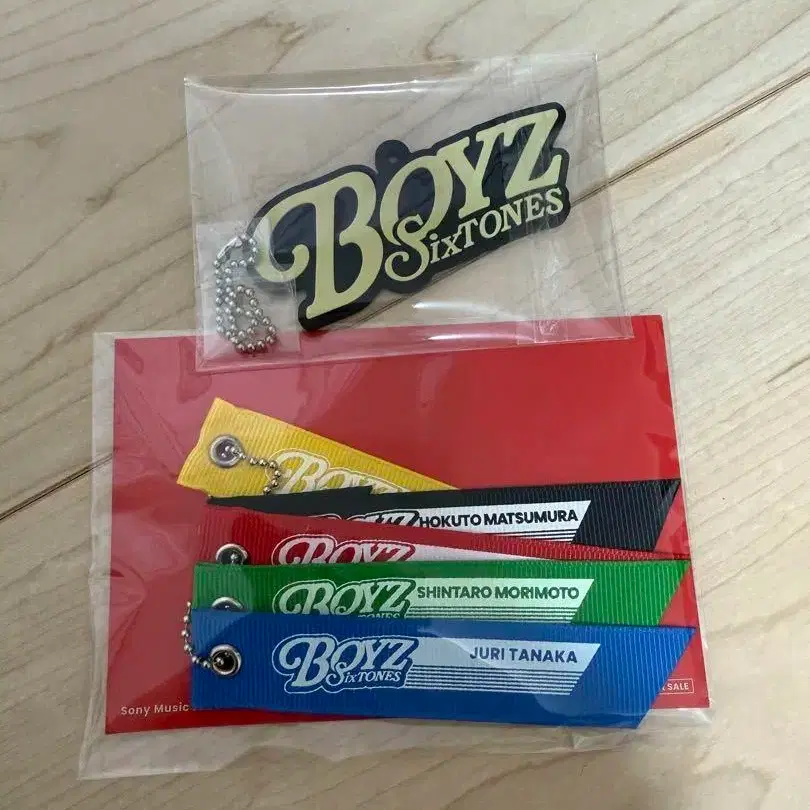 BOYZ
SixTONES
BOYZ
HOKUTO MATSUMURA
BOYZ
BOYZ
SHINTARO MORIMOTO
BOYZ
SixTONES
JURI TANAKA
Sony Music
SALE